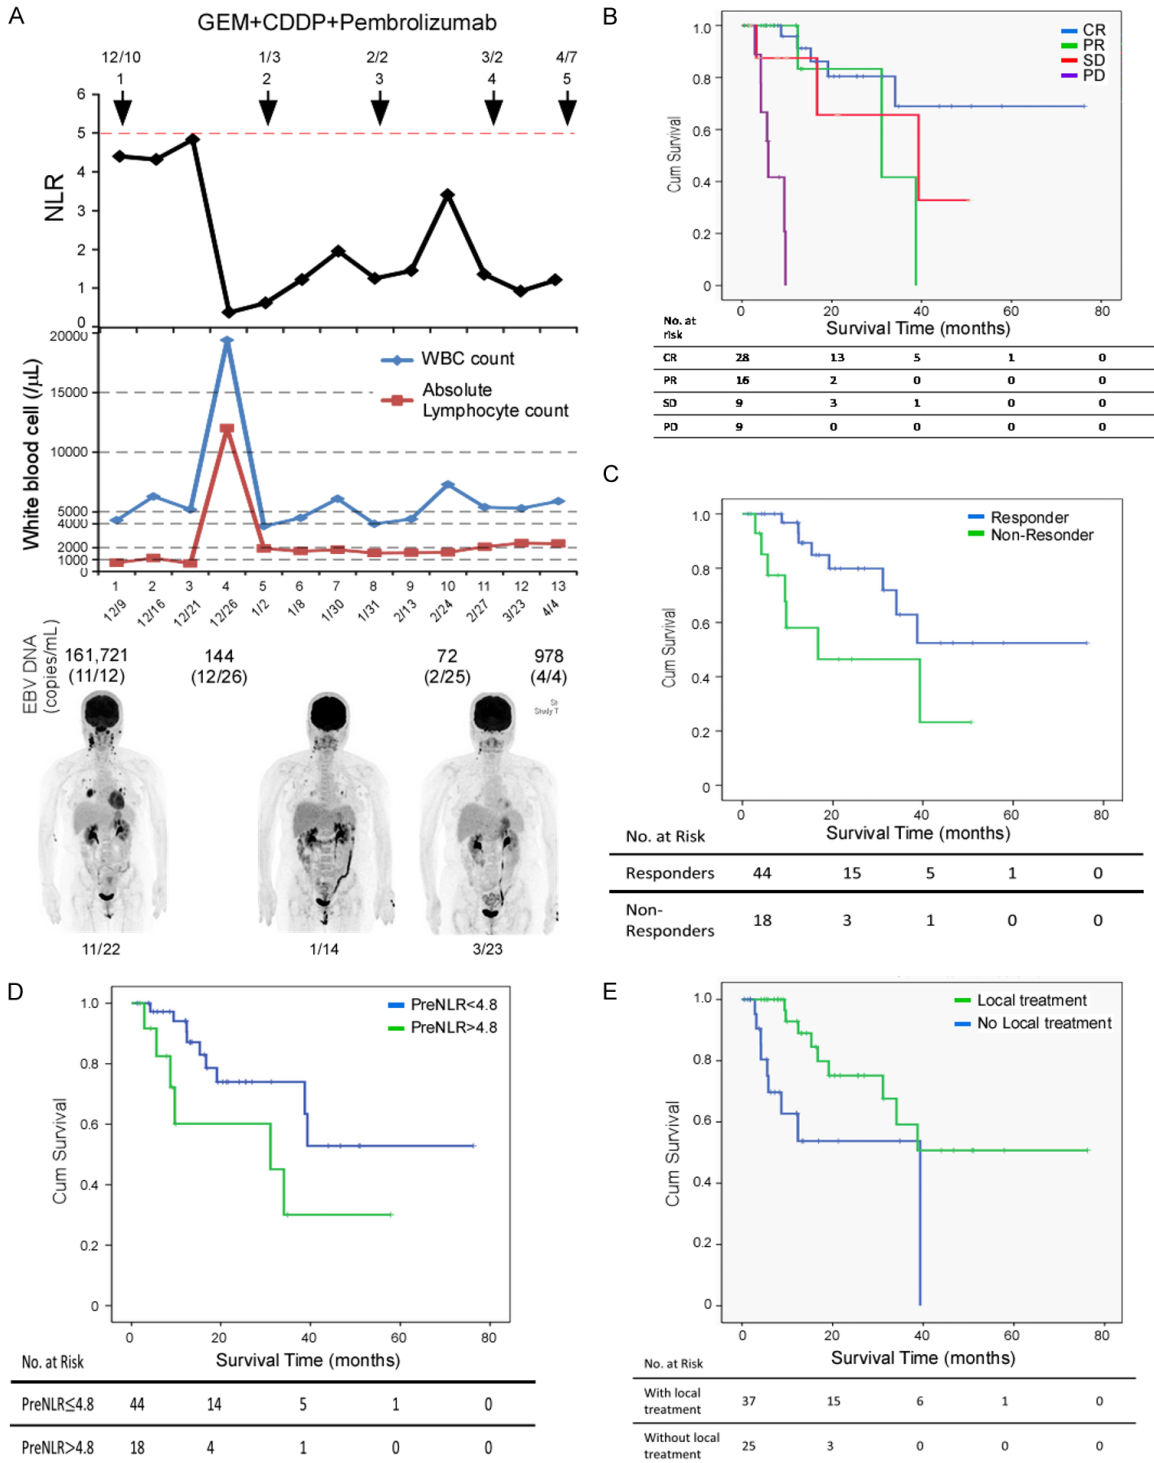 A
GEM+CDDP+Pembrolizumab
12/10 1/3 2/2 3/2 4/7
1 2 3 4 5
NLR
6
5
4
3
2
1
0
White blood cell (/μL)
20000
15000
10000
5000
4000
2000
1000
0
WBC count
Absolute
Lymphocyte count
1 2 3 4 5 6 7 8 9 10 11 12 13
12/9 12/16 12/21 12/26 1/2 1/8 1/30 1/31 2/13 2/24 2/27 3/23 4/4
EBV DNA
(copies/mL)
161,721 144 72 978
(11/12) (12/26) (2/25) (4/4)
St
Study T
11/22 1/14 3/23
B
Cum Survival
1.0
0.8
0.6
0.4
0.2
0
CR
PR
SD
PD
0 20 40 60 80
Survival Time (months)
No. at
risk
CR 28 13 5 1 0
PR 16 2 0 0 0
SD 9 3 1 0 0
PD 9 0 0 0 0
C
Cum Survival
1.0
0.8
0.6
0.4
0.2
0
Responder
Non-Resonder
0 20 40 60 80
Survival Time (months)
No. at Risk
Responders 44 15 5 1 0
Non-
Responders 18 3 1 0 0
D
Cum Survival
1.0
0.8
0.6
0.4
0.2
0
PreNLR<4.8
PreNLR>4.8
0 20 40 60 80
Survival Time (months)
No. at Risk
PreNLR≤4.8 44 14 5 1 0
PreNLR>4.8 18 4 1 0 0
E
Cum Survival
1.0
0.8
0.6
0.4
0.2
0
Local treatment
No Local treatment
0 20 40 60 80
Survival Time (months)
No. at Risk
With local
treatment 37 15 6 1 0
Without local
treatment 25 3 0 0 0